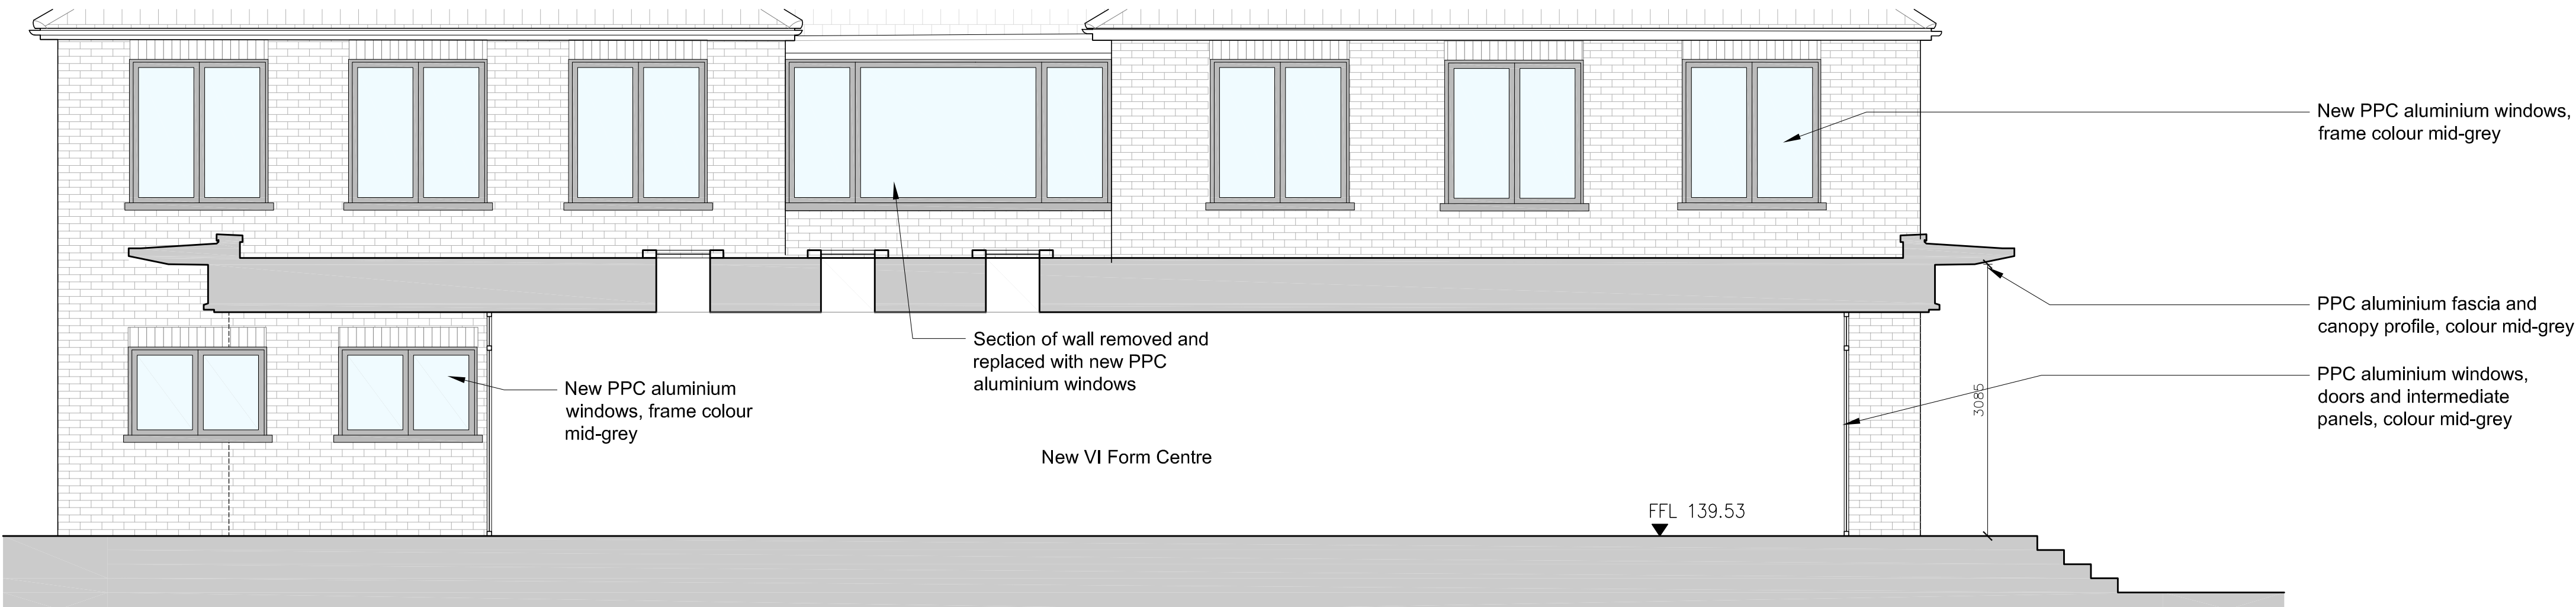 New PPC aluminium windows,
frame colour mid-grey
PPC aluminium fascia and
canopy profile, colour mid-grey
Section of wall removed and
replaced with new PPC
aluminium windows
New PPC aluminium
windows, frame colour
mid-grey
PPC aluminium windows,
doors and intermediate
panels, colour mid-grey
3085
New VI Form Centre
FFL 139.53